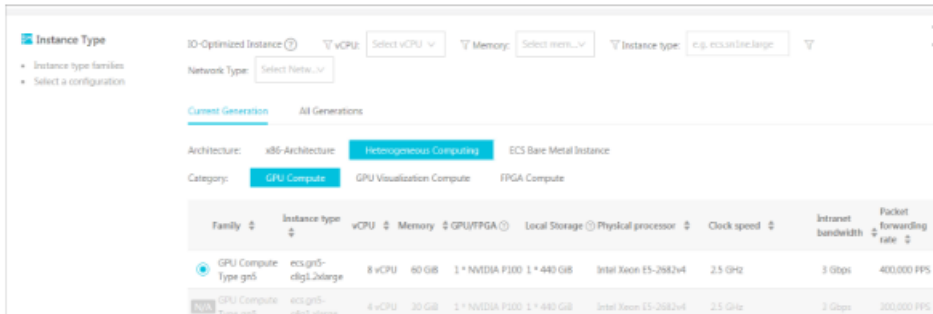 Instance Type
Instance type families
Select a configuration
IO-Optimized Instance ? vCPU: Select vCPU Memory: Select mem... Instance type: e.g. ecs.sn1ne.large
Network Type: Select Netw...
Current Generation All Generations
Architecture: x86-Architecture Heterogeneous Computing ECS Bare Metal Instance
Category: GPU Compute GPU Visualization Compute FPGA Compute
Family Instance type vCPU Memory GPU/FPGA ? Local Storage ? Physical processor Clock speed Intranet bandwidth Packet forwarding rate
GPU Compute Type gn5 ecs.gn5-c8g1.2xlarge 8 vCPU 60 GiB 1 * NVIDIA P100 1 * 440 GiB Intel Xeon E5-2682v4 2.5 GHz 3 Gbps 400,000 PPS
N/A GPU Compute ecs.gn5- 4 vCPU 30 GiB 1 * NVIDIA P100 1 * 440 GiB Intel Xeon E5-2682v4 2.5 GHz 3 Gbps 300,000 PPS